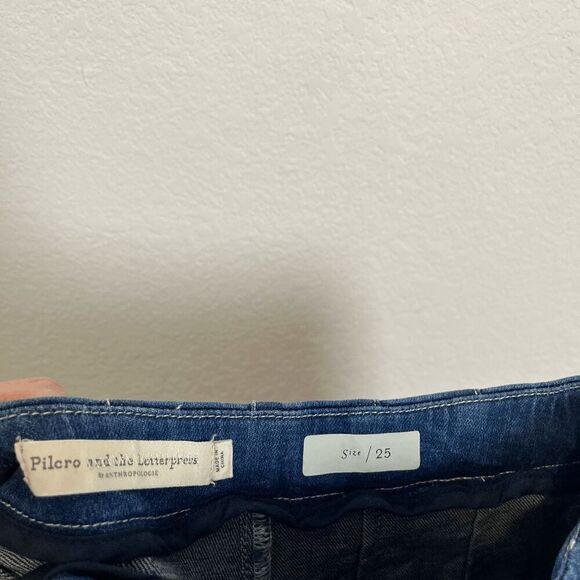 Pilcro and the Letterpress
BY ANTHROPOLOGIE
MADE IN
CHINA
Size / 25